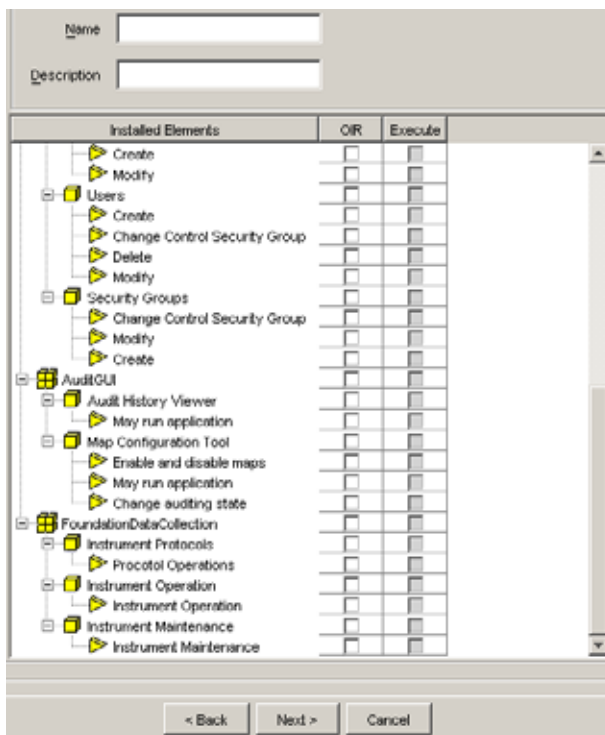 Name
Description
Installed Elements OIR Execute
Create
Modify
Users
Create
Change Control Security Group
Delete
Modify
Security Groups
Change Control Security Group
Modify
Create
AuditGUI
Audit History Viewer
May run application
Map Configuration Tool
Enable and disable maps
May run application
Change auditing state
FoundationDataCollection
Instrument Protocols
Procotol Operations
Instrument Operation
Instrument Operation
Instrument Maintenance
Instrument Maintenance
< Back Next > Cancel